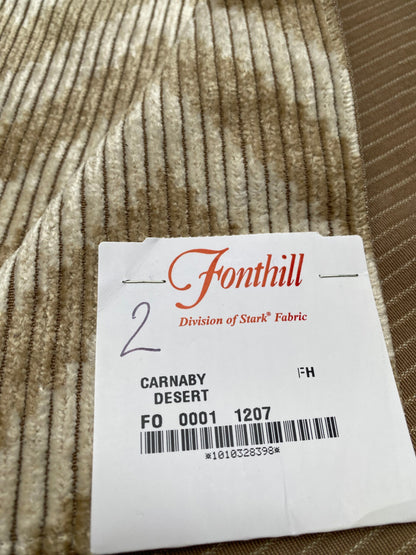 Fonthill
Division of Stark® Fabric
2
CARNABY FH
DESERT
FO 0001 1207
*1010328398*